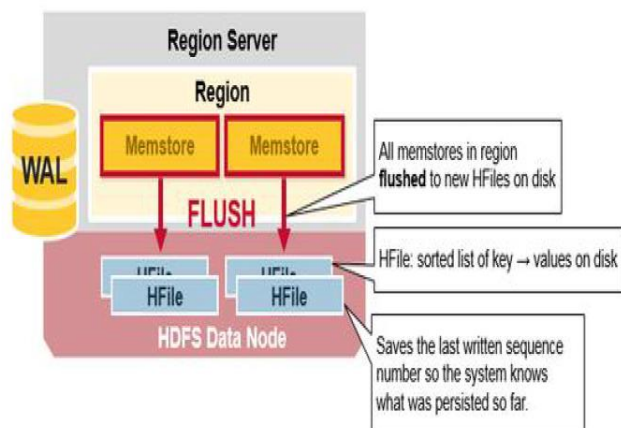 Region Server
Region
Memstore
Memstore
WAL
All memstores in region
flushed to new HFiles on disk
FLUSH
HFile: sorted list of key → values on disk
HFile
HFile
HFile
HFile
HDFS Data Node
Saves the last written sequence
number so the system knows
what was persisted so far.